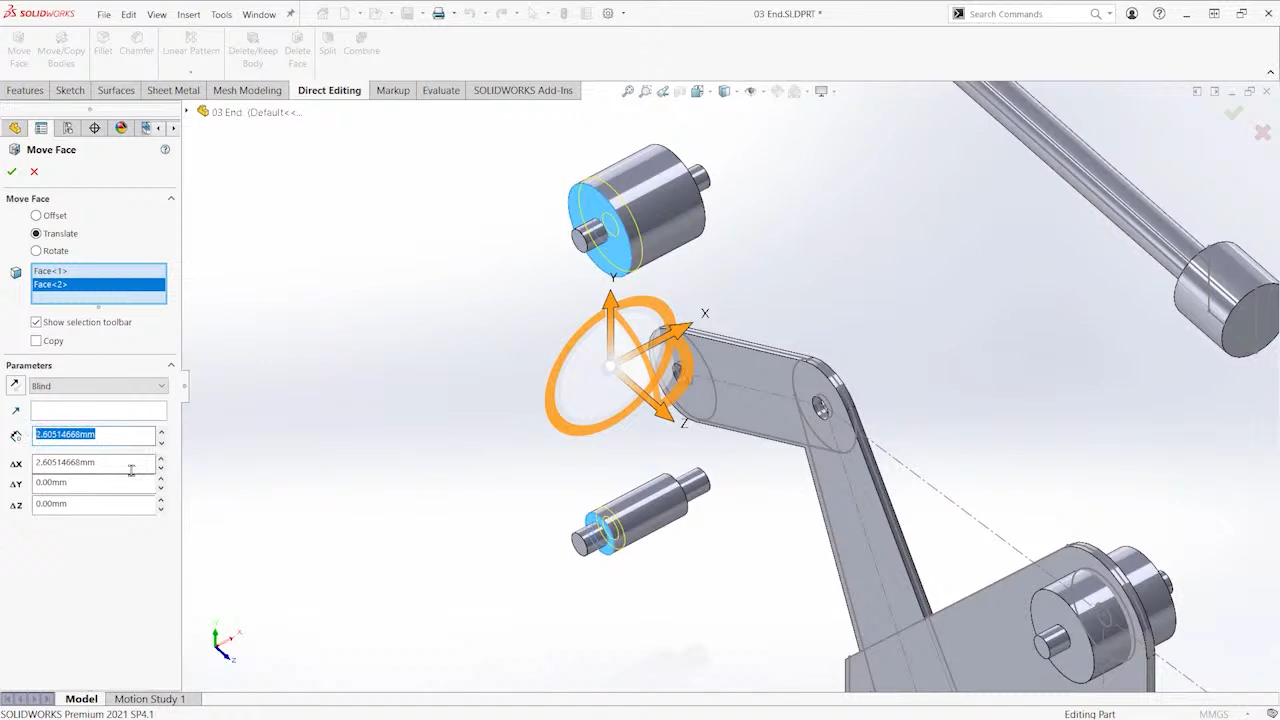 SOLIDWORKS
File Edit View Insert Tools Window
03 End.SLDPRT *
Search Commands
Move Face
Move/Copy Bodies
Fillet
Chamfer
Linear Pattern
Delete/Keep Body
Delete Face
Split
Combine
Features Sketch Surfaces Sheet Metal Mesh Modeling Direct Editing Markup Evaluate SOLIDWORKS Add-Ins
03 End (Default<<...
Move Face
Move Face
Offset
Translate
Rotate
Face<1>
Face<2>
Show selection toolbar
Copy
Parameters
Blind
2.60514668mm
ΔX 2.60514668mm
ΔY 0.00mm
ΔZ 0.00mm
Y
X
Z
Y
X
Z
Model Motion Study 1
SOLIDWORKS Premium 2021 SP4.1
Editing Part
MMGS